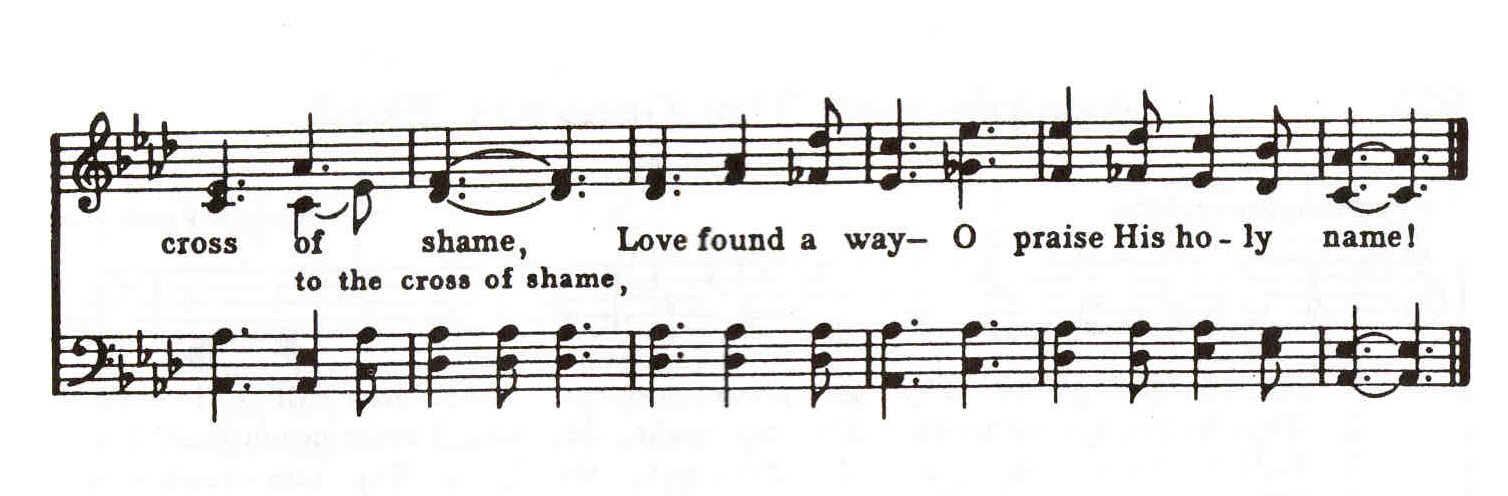 cross of shame, Love found a way– O praise His ho - ly name!
to the cross of shame,